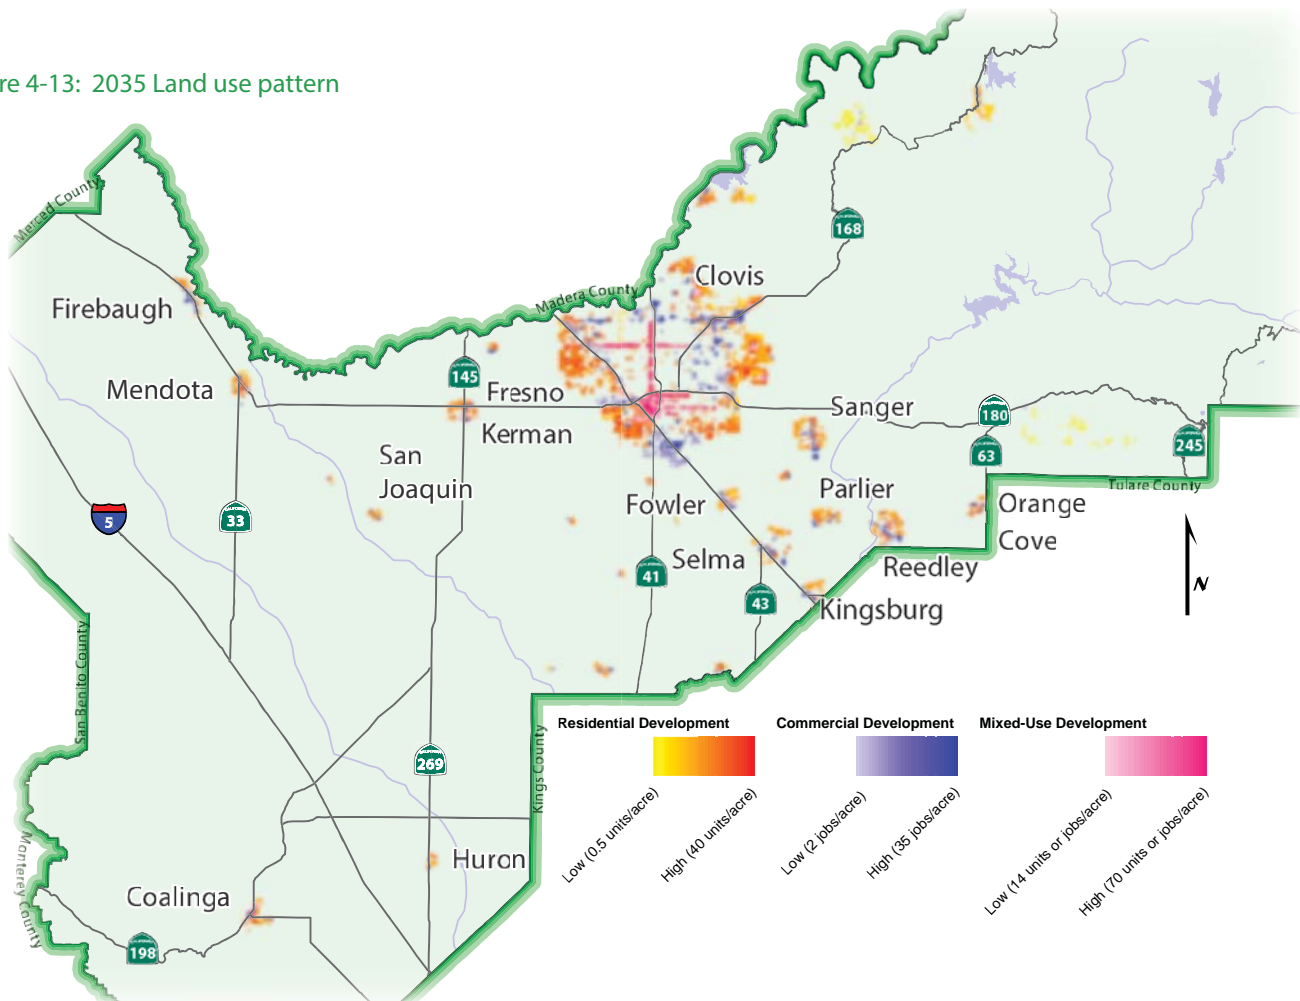 re 4-13: 2035 Land use pattern
Merced County
Madera County
Firebaugh
Mendota
Clovis
168
145
Fresno
Kerman
San
Joaquin
Sanger
180
63
245
Tulare County
5
33
Fowler
Parlier
Orange
Cove
41
Selma
43
Reedley
Kingsburg
N
San Benito County
Kings County
269
Huron
Coalinga
198
Monterey County
Residential Development
Commercial Development
Mixed-Use Development
Low (0.5 units/acre)
High (40 units/acre)
Low (2 jobs/acre)
High (35 jobs/acre)
Low (14 units or jobs/acre)
High (70 units or jobs/acre)